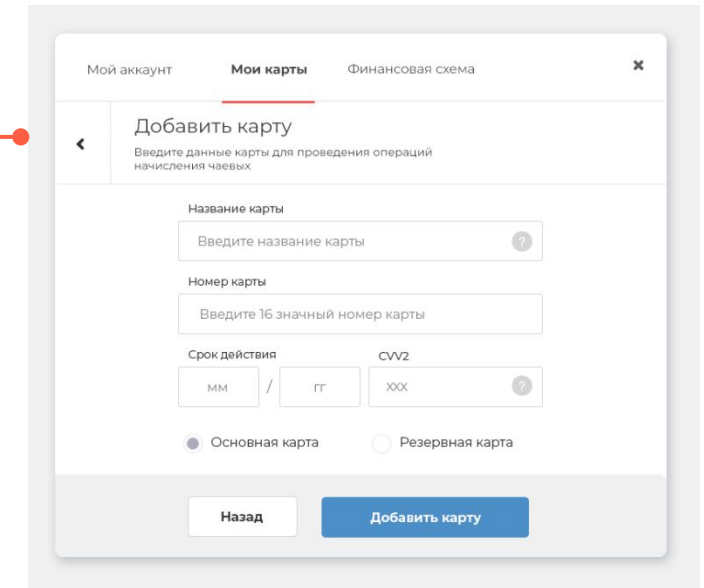 Мой аккаунт Мои карты Финансовая схема
Добавить карту
Введите данные карты для проведения операций
начисления чаевых
Название карты
Введите название карты ?
Номер карты
Введите 16 значный номер карты
Срок действия CVV2
мм / гг xxx ?
Основная карта Резервная карта
Назад Добавить карту